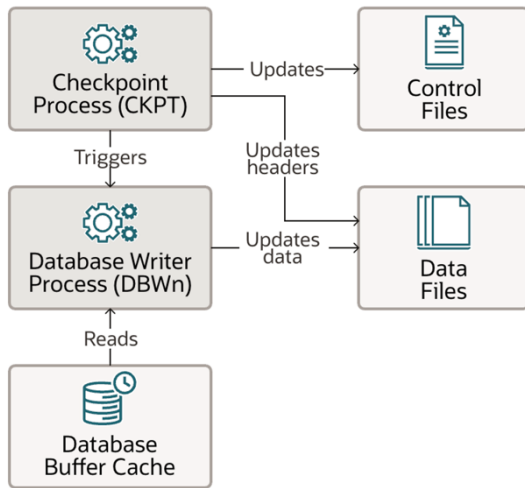 Checkpoint
Process (CKPT)
Updates
Control
Files
Triggers
Updates
headers
Database Writer
Process (DBWn)
Updates
data
Data
Files
Reads
Database
Buffer Cache